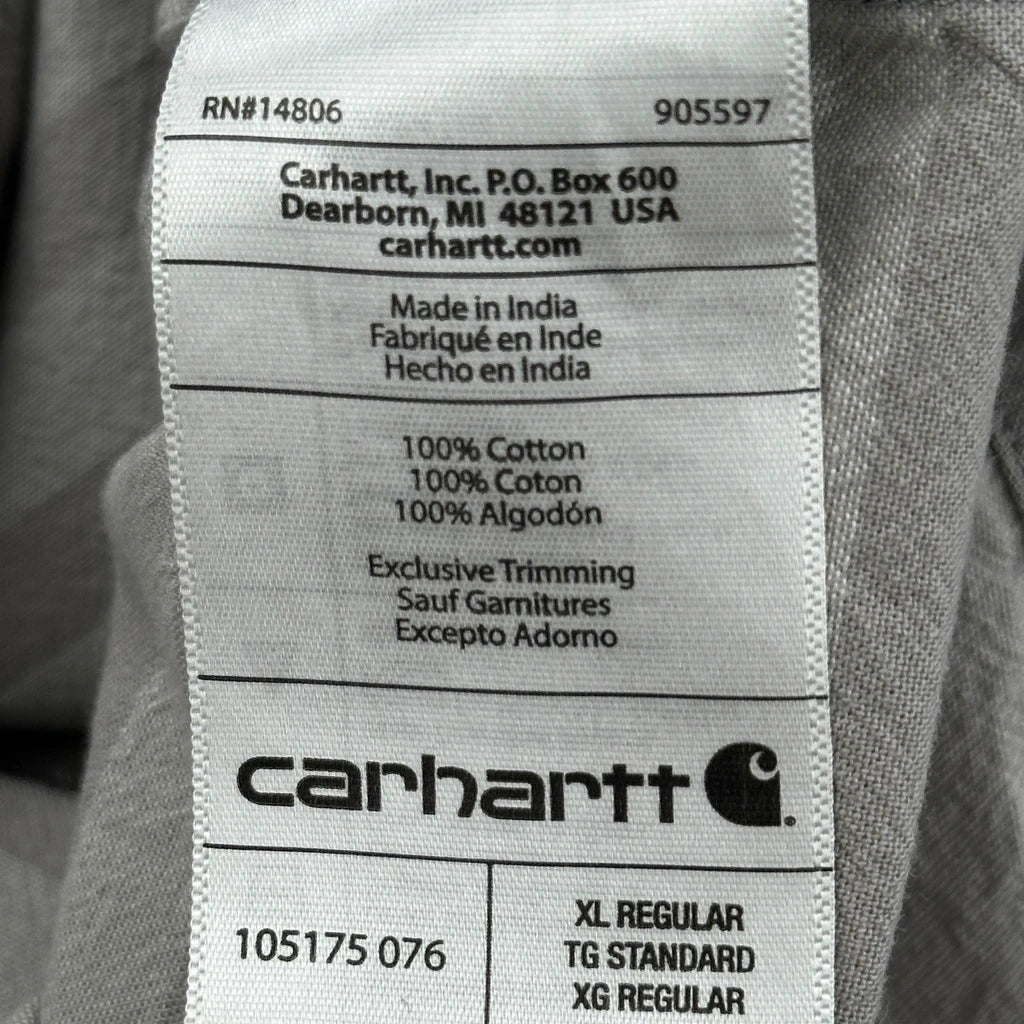 RN#14806 905597
Carhartt, Inc. P.O. Box 600
Dearborn, MI 48121 USA
carhartt.com
Made in India
Fabriqué en Inde
Hecho en India
100% Cotton
100% Coton
100% Algodón
Exclusive Trimming
Sauf Garnitures
Excepto Adorno
carhartt
105175 076
XL REGULAR
TG STANDARD
XG REGULAR